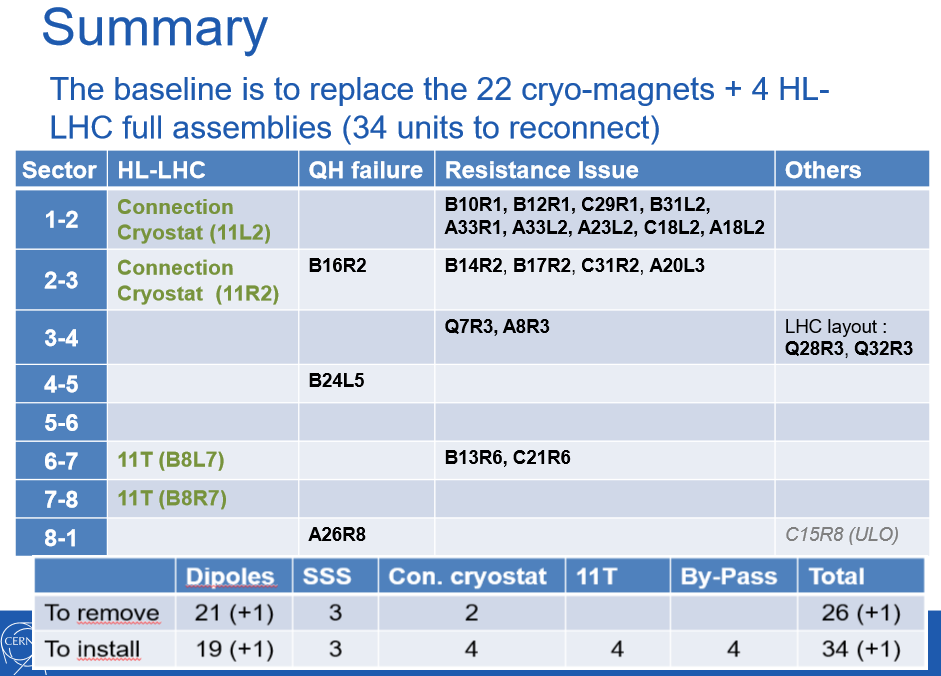 Summary
The baseline is to replace the 22 cryo-magnets + 4 HL-
LHC full assemblies (34 units to reconnect)
Sector HL-LHC QH failure Resistance Issue Others
1-2 Connection Cryostat (11L2) B10R1, B12R1, C29R1, B31L2, A33R1, A33L2, A23L2, C18L2, A18L2
2-3 Connection Cryostat (11R2) B16R2 B14R2, B17R2, C31R2, A20L3
3-4 Q7R3, A8R3 LHC layout : Q28R3, Q32R3
4-5 B24L5
5-6
6-7 11T (B8L7) B13R6, C21R6
7-8 11T (B8R7)
8-1 A26R8 C15R8 (ULO)
Dipoles SSS Con. cryostat 11T By-Pass Total
To remove 21 (+1) 3 2 26 (+1)
To install 19 (+1) 3 4 4 4 34 (+1)
CERN